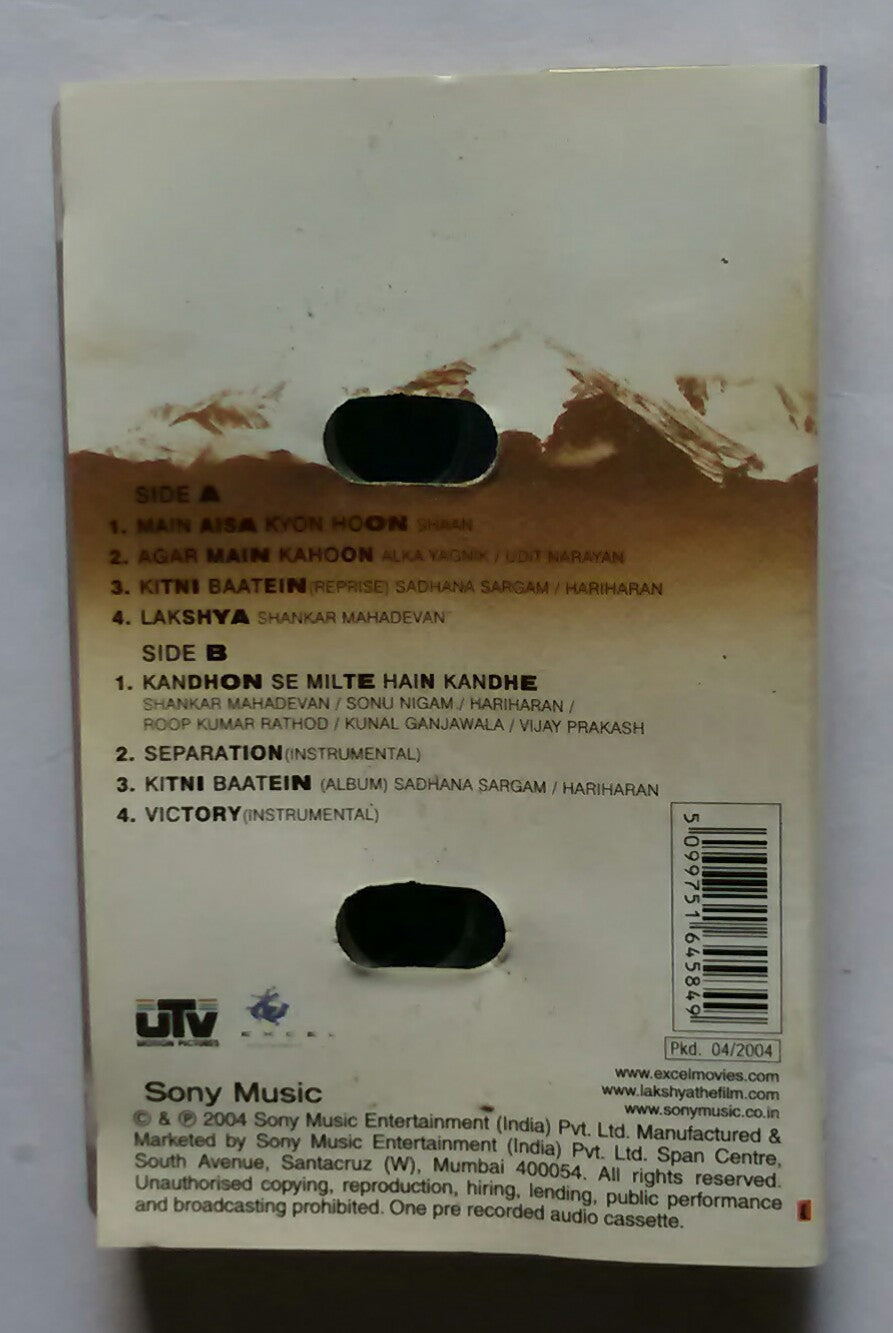 SIDE A
1. MAIN AISA KYON HOON SHAAN
2. AGAR MAIN KAHOON ALKA YAGNIK / UDIT NARAYAN
3. KITNI BAATEIN (REPRISE) SADHANA SARGAM / HARIHARAN
4. LAKSHYA SHANKAR MAHADEVAN
SIDE B
1. KANDHON SE MILTE HAIN KANDHE
SHANKAR MAHADEVAN / SONU NIGAM / HARIHARAN /
ROOP KUMAR RATHOD / KUNAL GANJAWALA / VIJAY PRAKASH
2. SEPARATION (INSTRUMENTAL)
3. KITNI BAATEIN (ALBUM) SADHANA SARGAM / HARIHARAN
4. VICTORY (INSTRUMENTAL)
5 099751 645849
UTV
MOTION PICTURES
EXCEL
Pkd. 04/2004
www.excelmovies.com
www.lakshyathefilm.com
www.sonymusic.co.in
Sony Music
© & ℗ 2004 Sony Music Entertainment (India) Pvt. Ltd. Manufactured &
Marketed by Sony Music Entertainment (India) Pvt. Ltd. Span Centre,
South Avenue, Santacruz (W), Mumbai 400054. All rights reserved.
Unauthorised copying, reproduction, hiring, lending, public performance
and broadcasting prohibited. One pre recorded audio cassette.